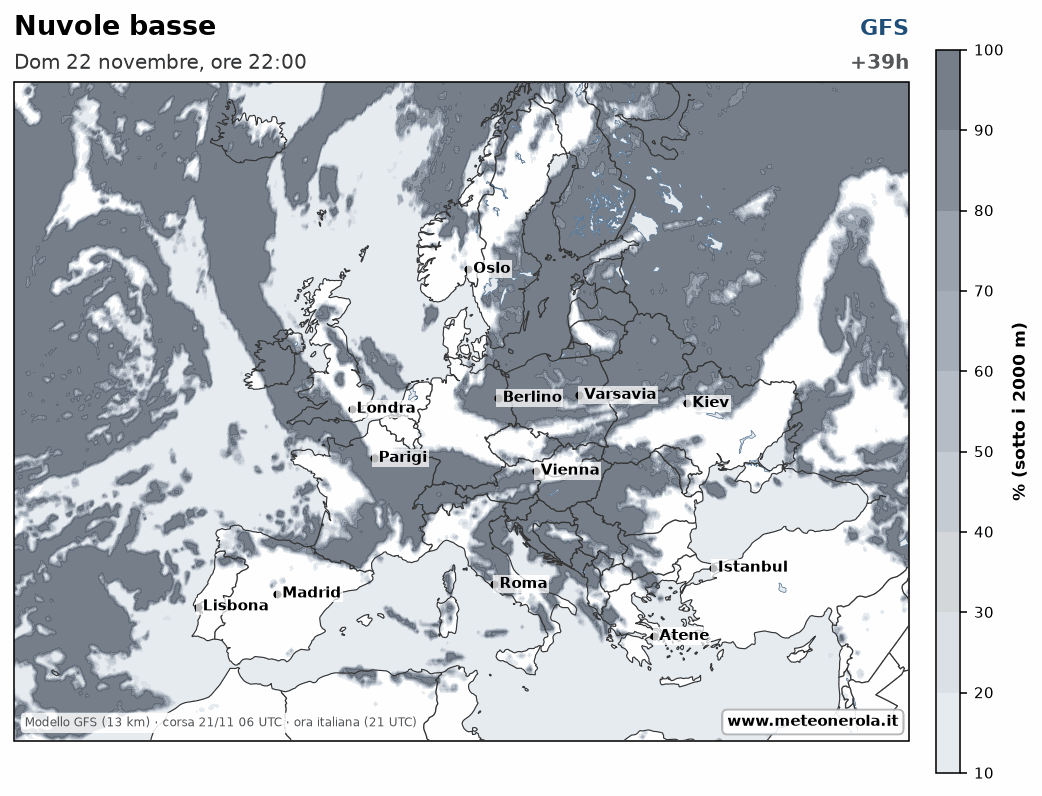 Nuvole basse
GFS
Dom 22 novembre, ore 22:00
+39h
Oslo
Berlino
Varsavia
Kiev
Londra
Parigi
Vienna
Istanbul
Roma
Madrid
Lisbona
Atene
Modello GFS (13 km) · corsa 21/11 06 UTC · ora italiana (21 UTC)
www.meteonerola.it
100
90
80
70
60
50
40
30
20
10
% (sotto i 2000 m)